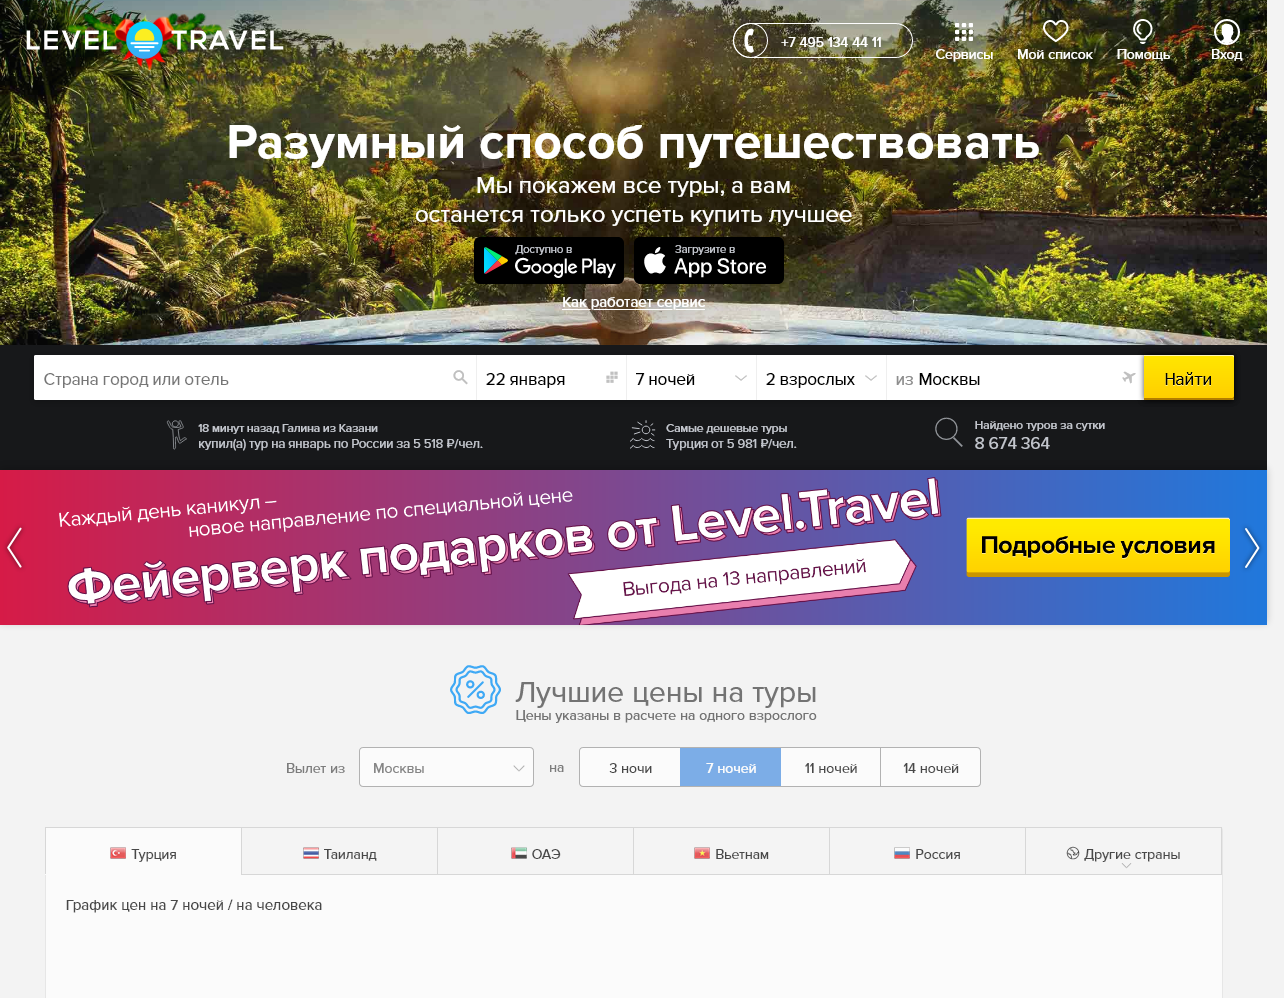 LEVEL TRAVEL
+7 495 134 44 11
Сервисы
Мой список
Помощь
Вход
Разумный способ путешествовать
Мы покажем все туры, а вам
останется только успеть купить лучшее
Доступно в
Google Play
Загрузите в
App Store
Как работает сервис
Страна город или отель
22 января
7 ночей
2 взрослых
из Москвы
Найти
18 минут назад Галина из Казани
купил(а) тур на январь по России за 5 518 ₽/чел.
Самые дешевые туры
Турция от 5 981 ₽/чел.
Найдено туров за сутки
8 674 364
Каждый день каникул –
новое направление по специальной цене
Фейерверк подарков от Level.Travel
Выгода на 13 направлений
Подробные условия
Лучшие цены на туры
Цены указаны в расчете на одного взрослого
Вылет из
Москвы
на
3 ночи
7 ночей
11 ночей
14 ночей
Турция
Таиланд
ОАЭ
Вьетнам
Россия
Другие страны
График цен на 7 ночей / на человека